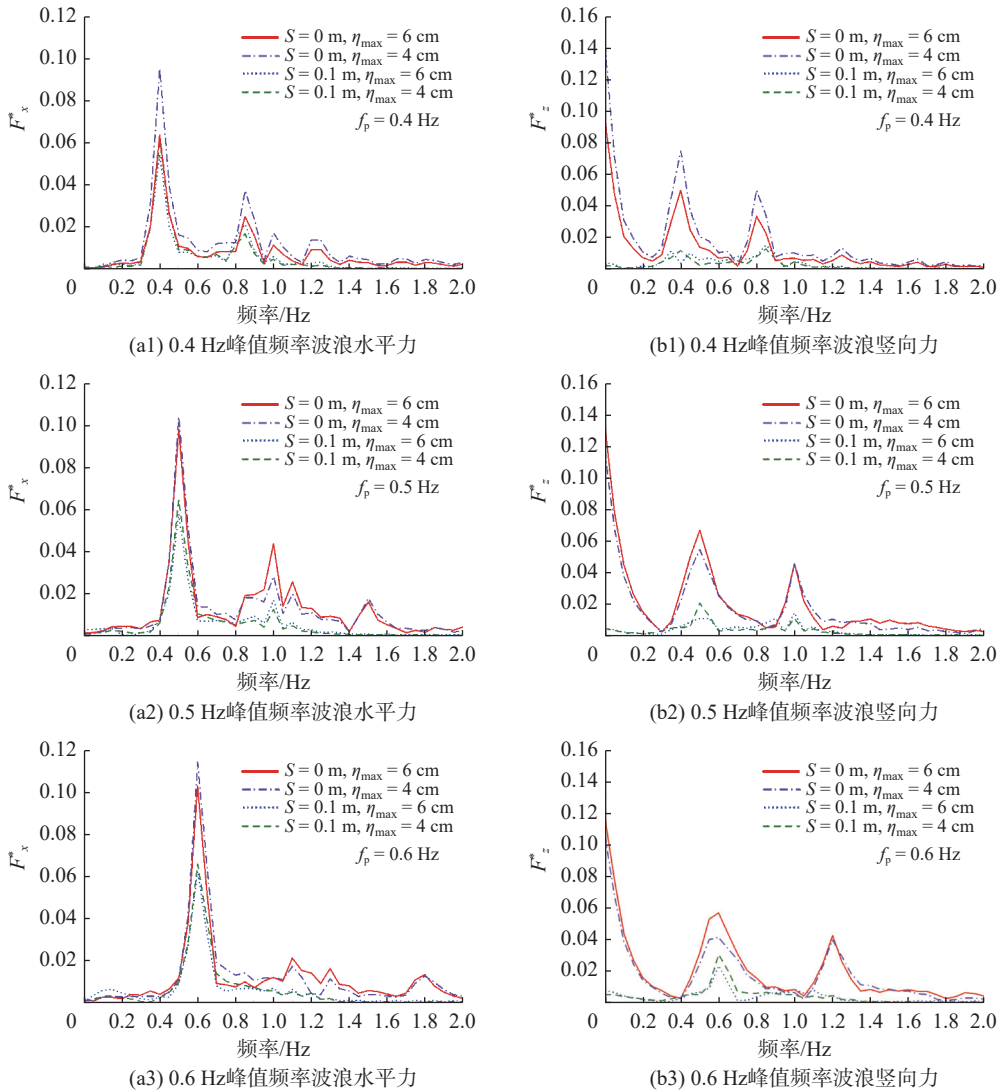 0.12
0.10
0.08
0.06
0.04
0.02
F*x
S = 0 m, ηmax = 6 cm
S = 0 m, ηmax = 4 cm
S = 0.1 m, ηmax = 6 cm
S = 0.1 m, ηmax = 4 cm
fp = 0.4 Hz
0 0.2 0.4 0.6 0.8 1.0 1.2 1.4 1.6 1.8 2.0
频率/Hz
(a1) 0.4 Hz峰值频率波浪水平力
0.16
0.14
0.12
0.10
0.08
0.06
0.04
0.02
F*z
S = 0 m, ηmax = 6 cm
S = 0 m, ηmax = 4 cm
S = 0.1 m, ηmax = 6 cm
S = 0.1 m, ηmax = 4 cm
fp = 0.4 Hz
0 0.2 0.4 0.6 0.8 1.0 1.2 1.4 1.6 1.8 2.0
频率/Hz
(b1) 0.4 Hz峰值频率波浪竖向力
0.12
0.10
0.08
0.06
0.04
0.02
F*x
S = 0 m, ηmax = 6 cm
S = 0 m, ηmax = 4 cm
S = 0.1 m, ηmax = 6 cm
S = 0.1 m, ηmax = 4 cm
fp = 0.5 Hz
0 0.2 0.4 0.6 0.8 1.0 1.2 1.4 1.6 1.8 2.0
频率/Hz
(a2) 0.5 Hz峰值频率波浪水平力
0.16
0.14
0.12
0.10
0.08
0.06
0.04
0.02
F*z
S = 0 m, ηmax = 6 cm
S = 0 m, ηmax = 4 cm
S = 0.1 m, ηmax = 6 cm
S = 0.1 m, ηmax = 4 cm
fp = 0.5 Hz
0 0.2 0.4 0.6 0.8 1.0 1.2 1.4 1.6 1.8 2.0
频率/Hz
(b2) 0.5 Hz峰值频率波浪竖向力
0.12
0.10
0.08
0.06
0.04
0.02
F*x
S = 0 m, ηmax = 6 cm
S = 0 m, ηmax = 4 cm
S = 0.1 m, ηmax = 6 cm
S = 0.1 m, ηmax = 4 cm
fp = 0.6 Hz
0 0.2 0.4 0.6 0.8 1.0 1.2 1.4 1.6 1.8 2.0
频率/Hz
(a3) 0.6 Hz峰值频率波浪水平力
0.16
0.14
0.12
0.10
0.08
0.06
0.04
0.02
F*z
S = 0 m, ηmax = 6 cm
S = 0 m, ηmax = 4 cm
S = 0.1 m, ηmax = 6 cm
S = 0.1 m, ηmax = 4 cm
fp = 0.6 Hz
0 0.2 0.4 0.6 0.8 1.0 1.2 1.4 1.6 1.8 2.0
频率/Hz
(b3) 0.6 Hz峰值频率波浪竖向力